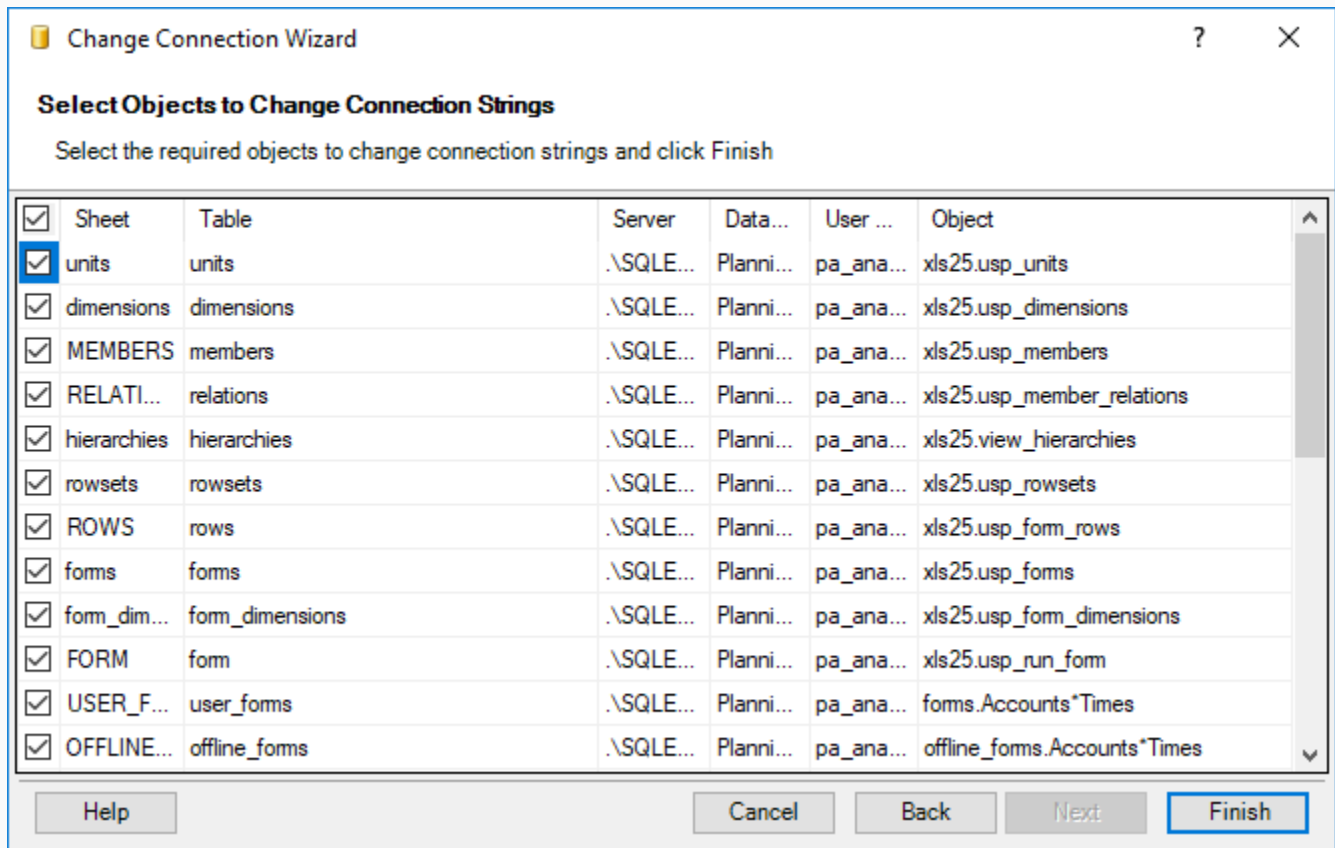 Change Connection Wizard ?
Select Objects to Change Connection Strings
Select the required objects to change connection strings and click Finish
Sheet Table Server Data... User ... Object
units units .\SQLE... Planni... pa_ana... xls25.usp_units
dimensions dimensions .\SQLE... Planni... pa_ana... xls25.usp_dimensions
MEMBERS members .\SQLE... Planni... pa_ana... xls25.usp_members
RELATI... relations .\SQLE... Planni... pa_ana... xls25.usp_member_relations
hierarchies hierarchies .\SQLE... Planni... pa_ana... xls25.view_hierarchies
rowsets rowsets .\SQLE... Planni... pa_ana... xls25.usp_rowsets
ROWS rows .\SQLE... Planni... pa_ana... xls25.usp_form_rows
forms forms .\SQLE... Planni... pa_ana... xls25.usp_forms
form_dim... form_dimensions .\SQLE... Planni... pa_ana... xls25.usp_form_dimensions
FORM form .\SQLE... Planni... pa_ana... xls25.usp_run_form
USER_F... user_forms .\SQLE... Planni... pa_ana... forms.Accounts*Times
OFFLINE... offline_forms .\SQLE... Planni... pa_ana... offline_forms.Accounts*Times
Help Cancel Back Next Finish